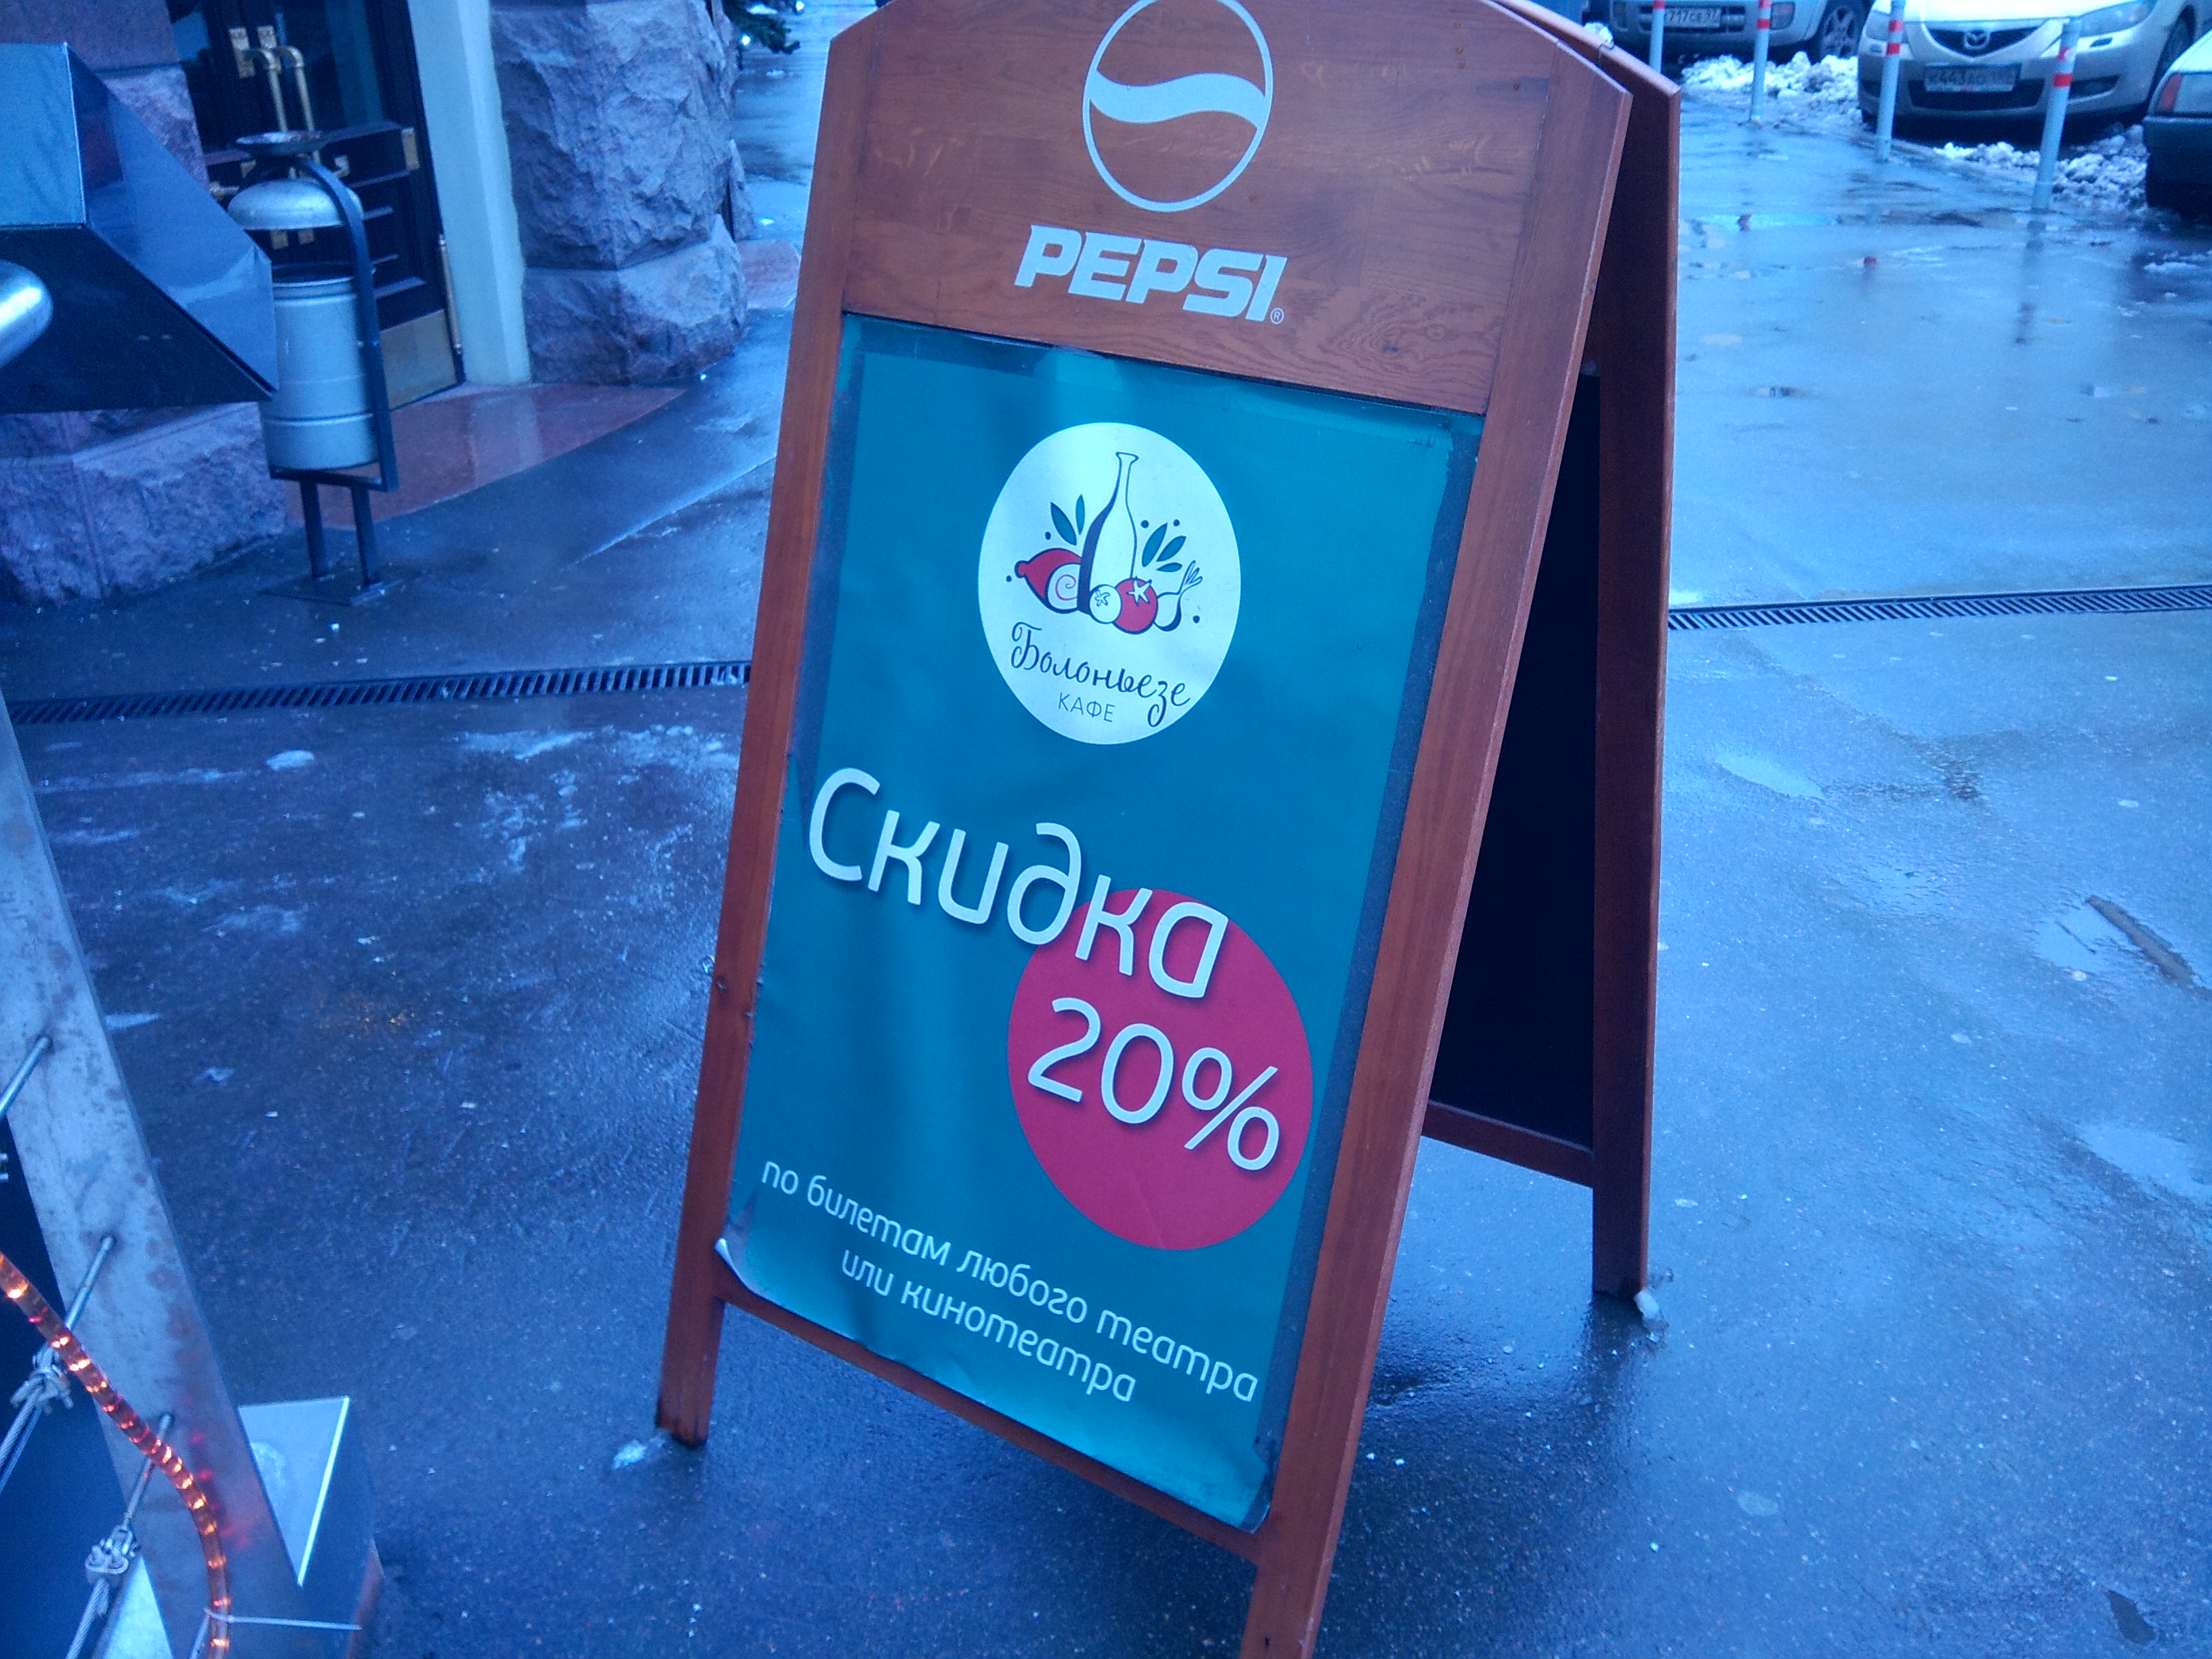 PEPSI®
Болоньезе
КАФЕ
Скидка
20%
по билетам любого театра
или кинотеатра